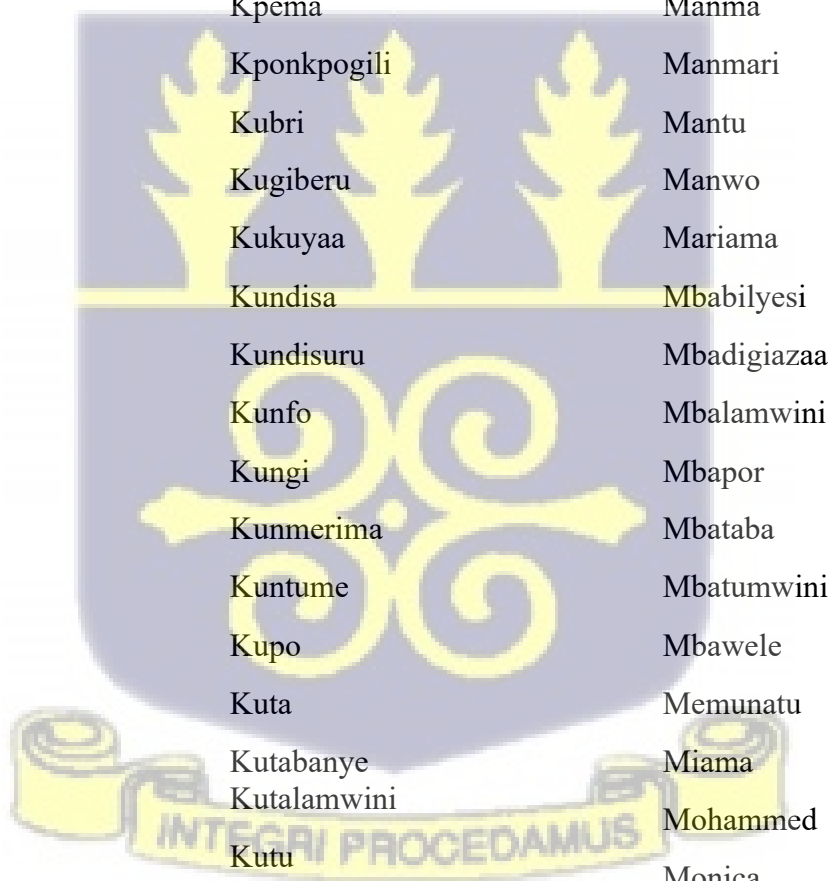 Kpema
Kponkpogili
Kubri
Kugiberu
Kukuyaa
Kundisa
Kundisuru
Kunfo
Kungi
Kunmerima
Kuntume
Kupo
Kuta
Kutabanye
Kutalamwini
Kutu
Manma
Manmari
Mantu
Manwo
Mariama
Mbabilyesi
Mbadigiazaa
Mbalamwini
Mbapor
Mbataba
Mbatumwini
Mbawele
Memunatu
Miama
Mohammed
Monica
INTEGRI PROCEDAMUS